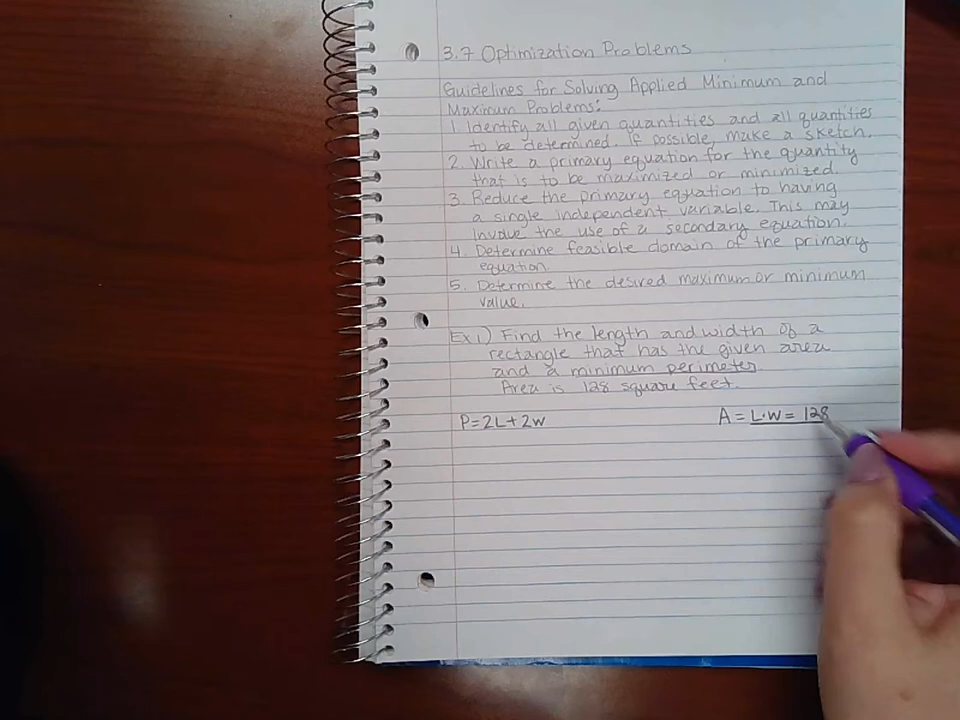 3.7 Optimization Problems
Guidelines for Solving Applied Minimum and
Maximum Problems:
1. Identify all given quantities and all quantities
to be determined. If possible, make a sketch.
2. Write a primary equation for the quantity
that is to be maximized or minimized.
3. Reduce the primary equation to having
a single independent variable. This may
involve the use of a secondary equation.
4. Determine feasible domain of the primary
equation.
5. Determine the desired maximum or minimum
value.
Ex 1) Find the length and width of a
rectangle that has the given area
and a minimum perimeter.
Area is 128 square feet.
P=2L+2W A = L·W = 128